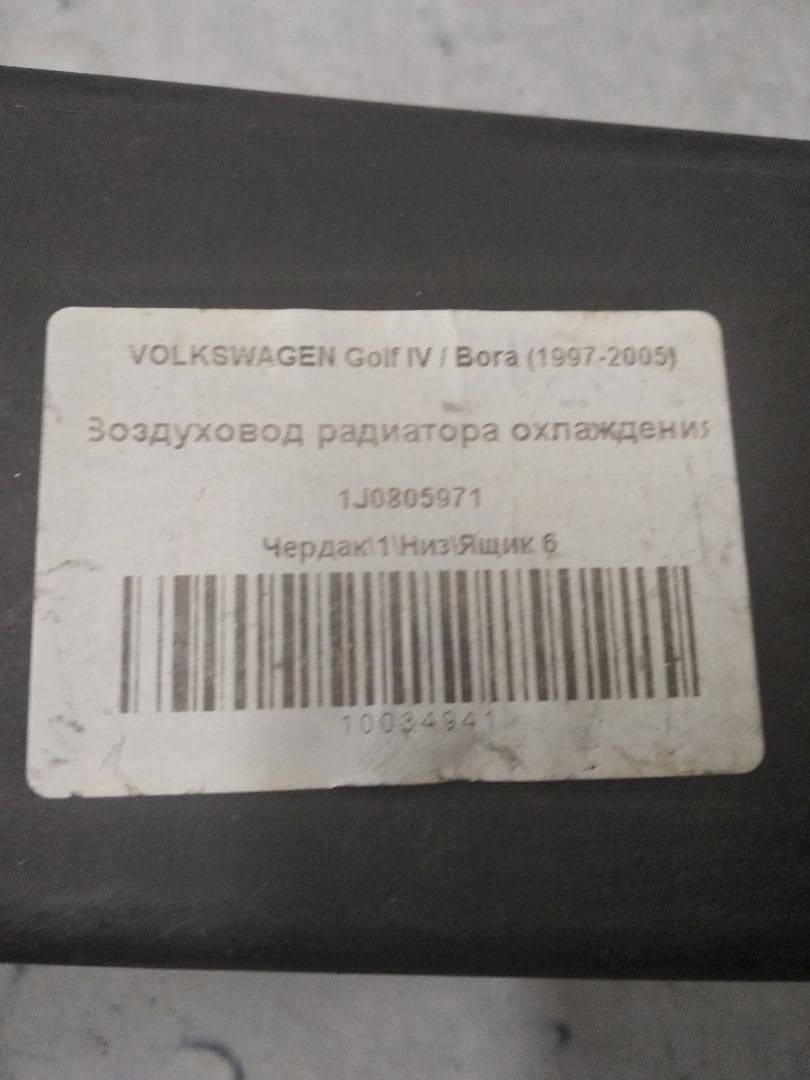 VOLKSWAGEN Golf IV / Bora (1997-2005)
Воздуховод радиатора охлаждения
1J0805971
Чердак\1\Низ\Ящик 6
10034941